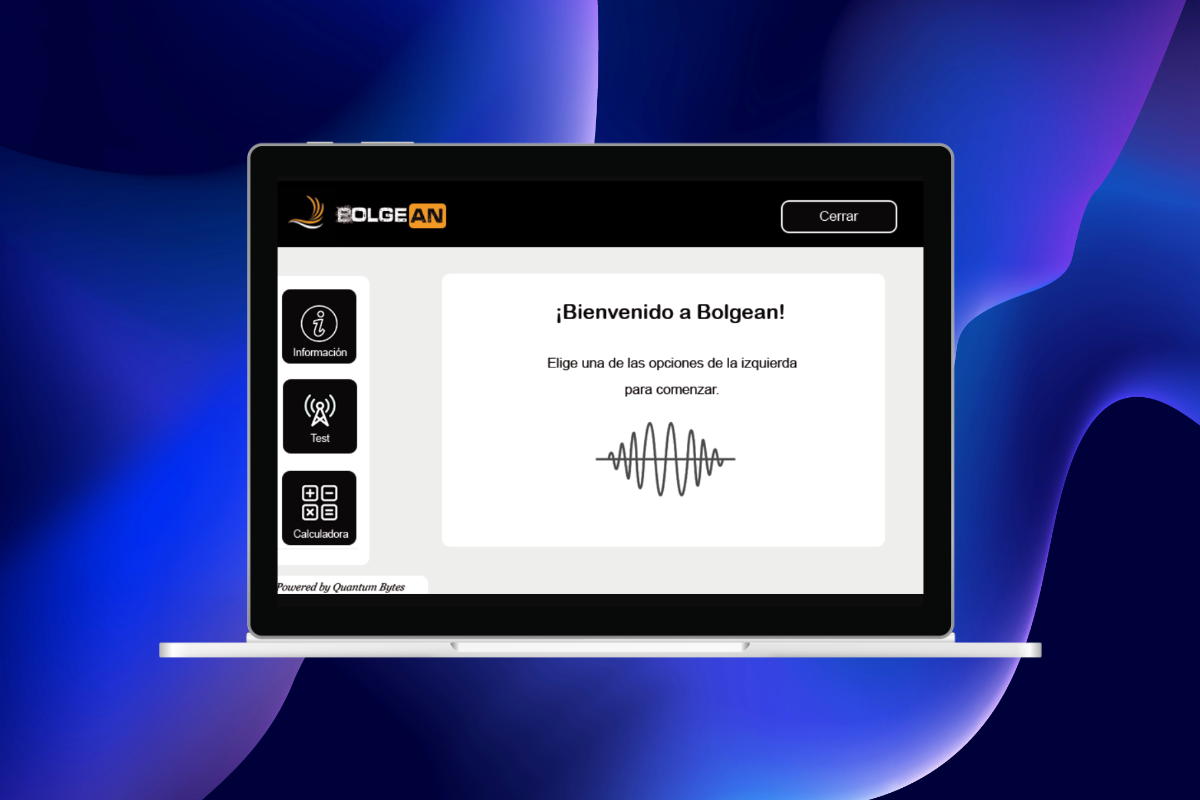 BOLGEAN
Cerrar
Información
Test
Calculadora
¡Bienvenido a Bolgean!
Elige una de las opciones de la izquierda
para comenzar.
Powered by Quantum Bytes